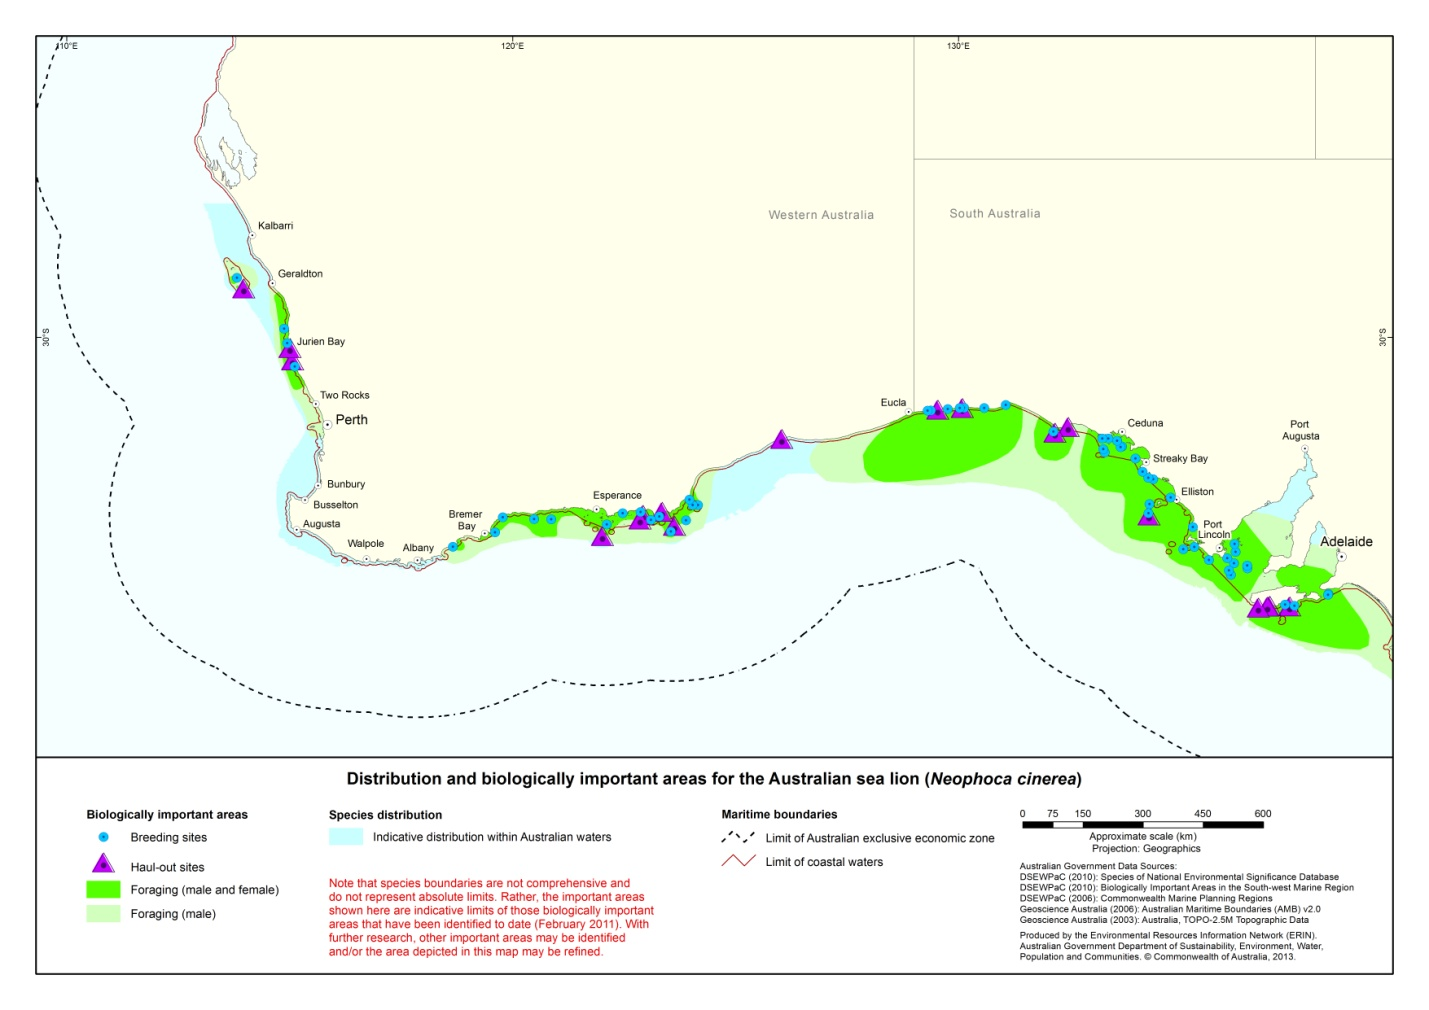 110°E
120°E
130°E
Western Australia
South Australia
Kalbarri
Geraldton
30°S
30°S
Jurien Bay
Two Rocks
Perth
Eucla
Ceduna
Port
Augusta
Streaky Bay
Bunbury
Busselton
Elliston
Esperance
Bremer
Bay
Augusta
Port
Lincoln
Walpole
Albany
Adelaide
Distribution and biologically important areas for the Australian sea lion (Neophoca cinerea)
Biologically important areas
Breeding sites
Haul-out sites
Foraging (male and female)
Foraging (male)
Species distribution
Indicative distribution within Australian waters
Note that species boundaries are not comprehensive and
do not represent absolute limits. Rather, the important areas
shown here are indicative limits of those biologically important
areas that have been identified to date (February 2011). With
further research, other important areas may be identified
and/or the area depicted in this map may be refined.
Maritime boundaries
Limit of Australian exclusive economic zone
Limit of coastal waters
0 75 150 300 450 600
Approximate scale (km)
Projection: Geographics
Australian Government Data Sources:
DSEWPaC (2010): Species of National Environmental Significance Database
DSEWPaC (2010): Biologically Important Areas in the South-west Marine Region
DSEWPaC (2006): Commonwealth Marine Planning Regions
Geoscience Australia (2006): Australian Maritime Boundaries (AMB) v2.0
Geoscience Australia (2003): Australia, TOPO-2.5M Topographic Data
Produced by the Environmental Resources Information Network (ERIN).
Australian Government Department of Sustainability, Environment, Water,
Population and Communities. © Commonwealth of Australia, 2013.